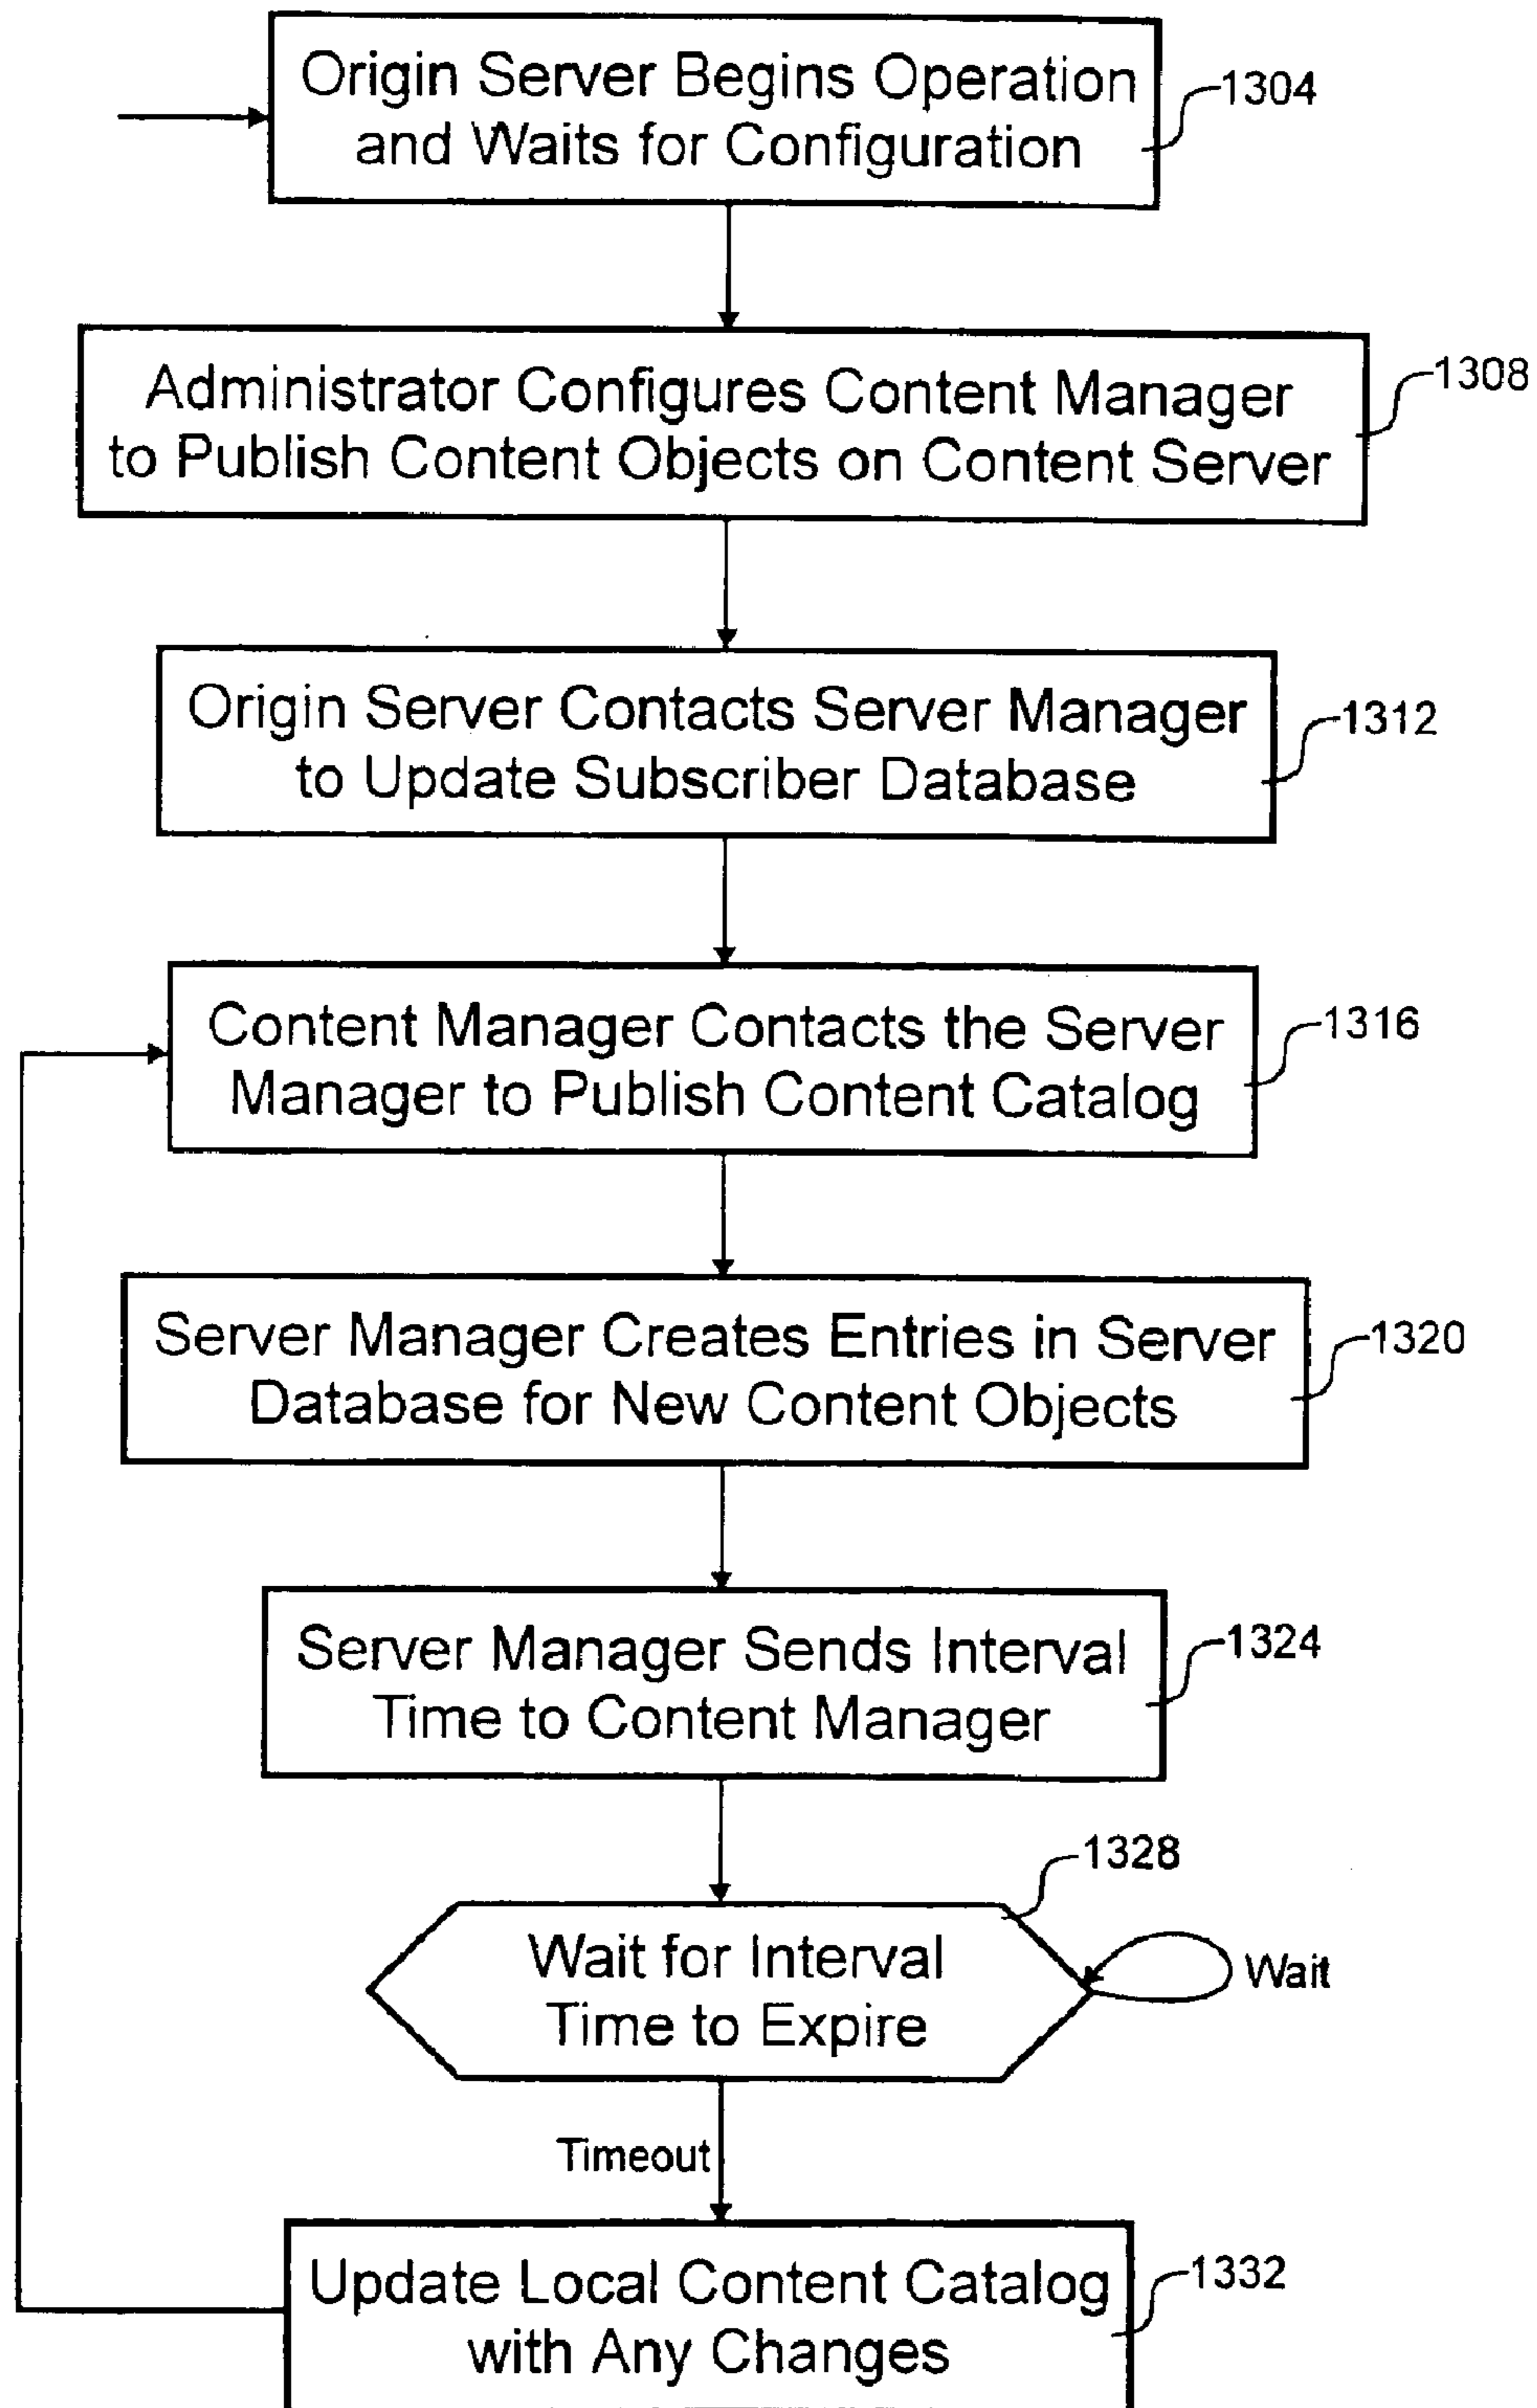 Origin Server Begins Operation
and Waits for Configuration
1304
Administrator Configures Content Manager
to Publish Content Objects on Content Server
1308
Origin Server Contacts Server Manager
to Update Subscriber Database
1312
Content Manager Contacts the Server
Manager to Publish Content Catalog
1316
Server Manager Creates Entries in Server
Database for New Content Objects
1320
Server Manager Sends Interval
Time to Content Manager
1324
1328
Wait for Interval
Time to Expire
Wait
Timeout
Update Local Content Catalog
with Any Changes
1332